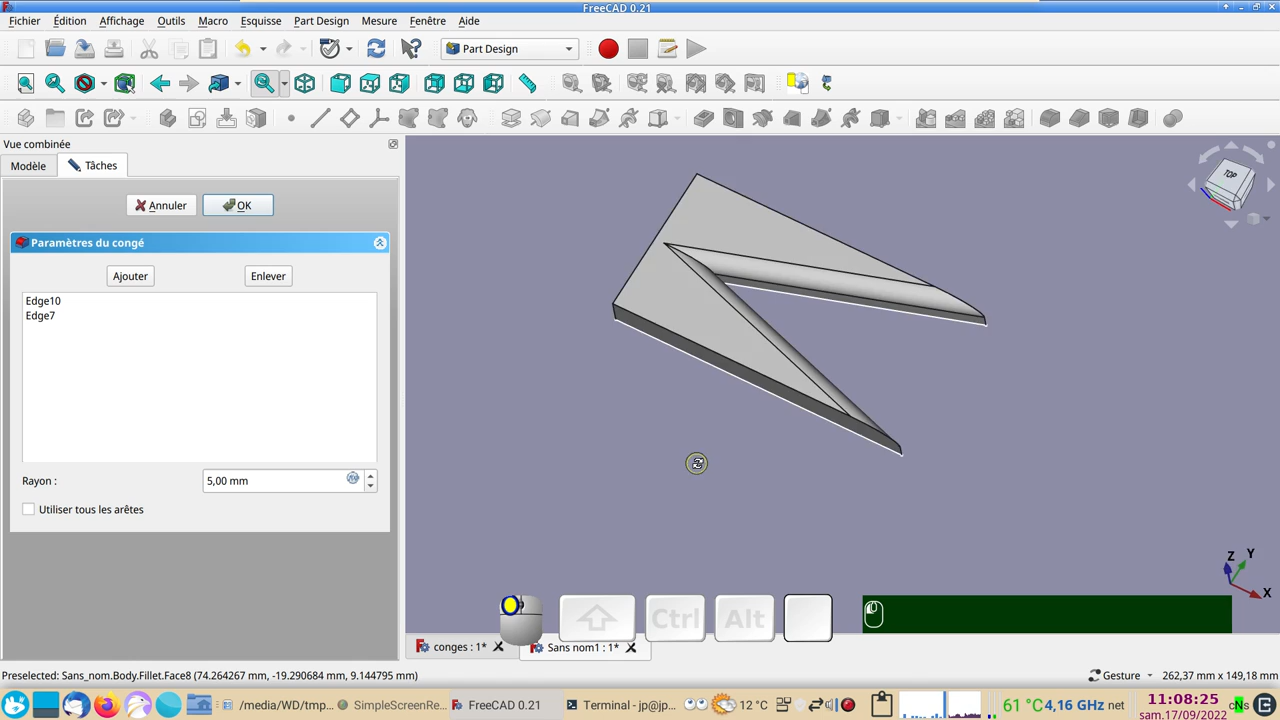 FreeCAD 0.21
Fichier Édition Affichage Outils Macro Esquisse Part Design Mesure Fenêtre Aide
Part Design
Vue combinée
Modèle Tâches
Annuler OK
Paramètres du congé
Ajouter Enlever
Edge10
Edge7
Rayon : 5,00 mm
Utiliser tous les arêtes
TOP
Z Y X
Ctrl Alt
conges : 1* Sans nom1 : 1*
Preselected: Sans_nom.Body.Fillet.Face8 (74.264267 mm, -19.290684 mm, 9.144795 mm) Gesture 262,37 mm x 149,18 mm
/media/WD/tmp... SimpleScreenRe... FreeCAD 0.21 Terminal - jp@jp... 12 °C 61 °C 4,16 GHz net 11:08:25 cNs
sam.17/09/2022